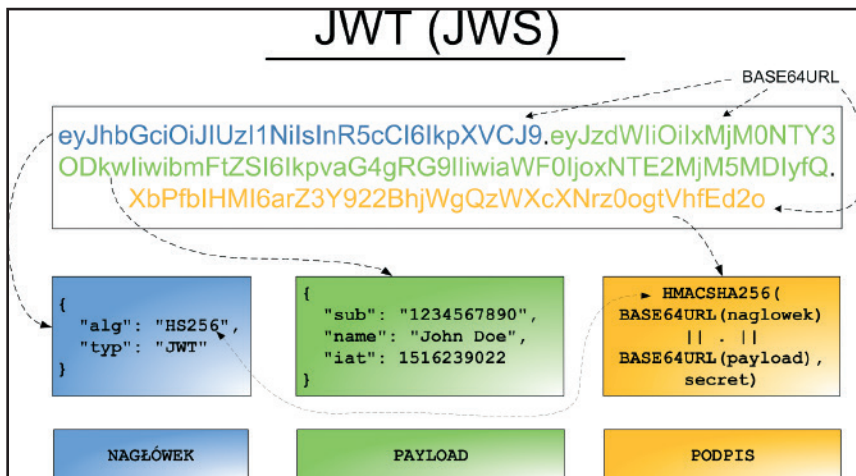 JWT (JWS)
BASE64URL
eyJhbGciOiJIUzI1NiIsInR5cCI6IkpXVCJ9.eyJzdWIiOiIxMjM0NTY3
ODkwIiwibmFtZSI6IkpvaG4gRG9lIiwiaWF0IjoxNTE2MjM5MDIyfQ.
XbPfbIHMI6arZ3Y922BhjWgQzWXcXNrz0ogtVhfEd2o
{
"alg": "HS256",
"typ": "JWT"
}
{
"sub": "1234567890",
"name": "John Doe",
"iat": 1516239022
}
HMACSHA256(
BASE64URL(naglowek)
|| . ||
BASE64URL(payload),
secret)
NAGŁÓWEK
PAYLOAD
PODPIS